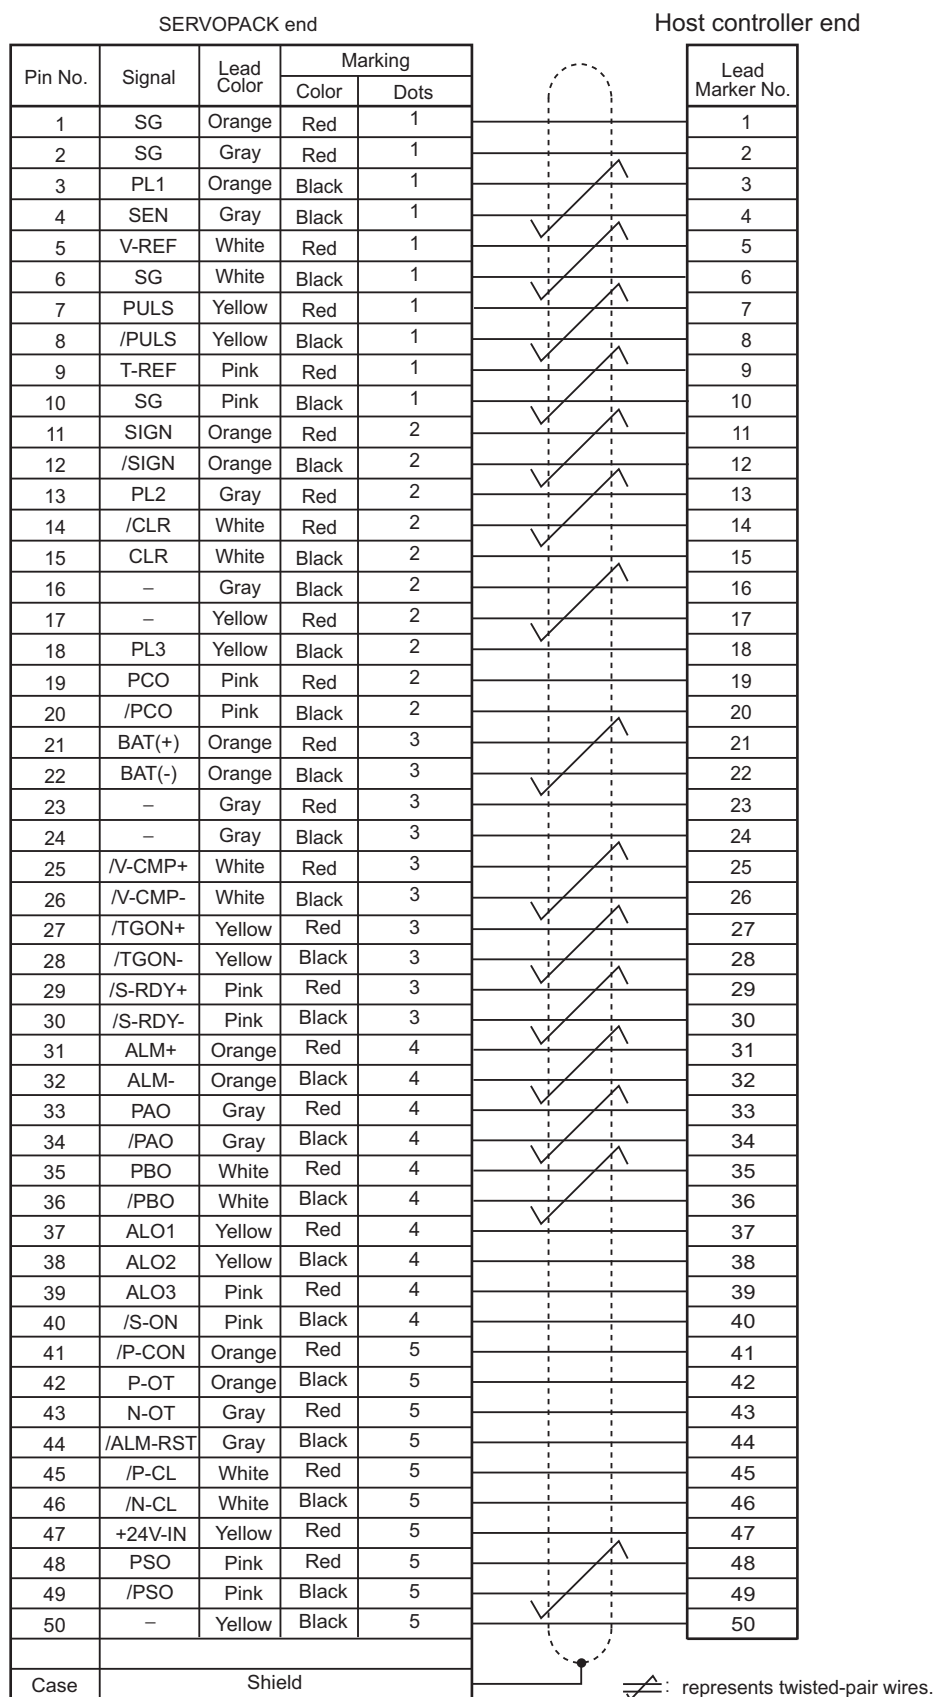 SERVOPACK end Host controller end
Pin No. Signal Lead Color Marking Lead Marker No.
Color Dots
1 SG Orange Red 1 1
2 SG Gray Red 1 2
3 PL1 Orange Black 1 3
4 SEN Gray Black 1 4
5 V-REF White Red 1 5
6 SG White Black 1 6
7 PULS Yellow Red 1 7
8 /PULS Yellow Black 1 8
9 T-REF Pink Red 1 9
10 SG Pink Black 1 10
11 SIGN Orange Red 2 11
12 /SIGN Orange Black 2 12
13 PL2 Gray Red 2 13
14 /CLR White Red 2 14
15 CLR White Black 2 15
16 – Gray Black 2 16
17 – Yellow Red 2 17
18 PL3 Yellow Black 2 18
19 PCO Pink Red 2 19
20 /PCO Pink Black 2 20
21 BAT(+) Orange Red 3 21
22 BAT(-) Orange Black 3 22
23 – Gray Red 3 23
24 – Gray Black 3 24
25 /V-CMP+ White Red 3 25
26 /V-CMP- White Black 3 26
27 /TGON+ Yellow Red 3 27
28 /TGON- Yellow Black 3 28
29 /S-RDY+ Pink Red 3 29
30 /S-RDY- Pink Black 3 30
31 ALM+ Orange Red 4 31
32 ALM- Orange Black 4 32
33 PAO Gray Red 4 33
34 /PAO Gray Black 4 34
35 PBO White Red 4 35
36 /PBO White Black 4 36
37 ALO1 Yellow Red 4 37
38 ALO2 Yellow Black 4 38
39 ALO3 Pink Red 4 39
40 /S-ON Pink Black 4 40
41 /P-CON Orange Red 5 41
42 P-OT Orange Black 5 42
43 N-OT Gray Red 5 43
44 /ALM-RST Gray Black 5 44
45 /P-CL White Red 5 45
46 /N-CL White Black 5 46
47 +24V-IN Yellow Red 5 47
48 PSO Pink Red 5 48
49 /PSO Pink Black 5 49
50 – Yellow Black 5 50
Case Shield
: represents twisted-pair wires.